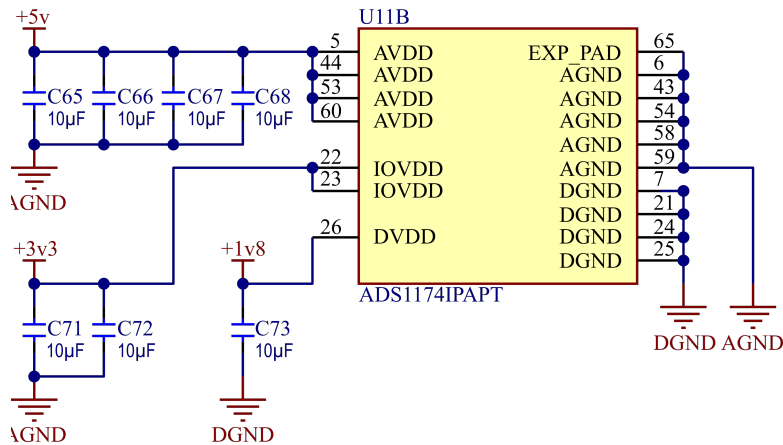 +5v
U11B
5 AVDD
44 AVDD
53 AVDD
60 AVDD
22 IOVDD
23 IOVDD
26 DVDD
EXP_PAD 65
AGND 6
AGND 43
AGND 54
AGND 58
AGND 59
DGND 7
DGND 21
DGND 24
DGND 25
ADS1174IPAPT
C65 10µF
C66 10µF
C67 10µF
C68 10µF
AGND
+3v3
+1v8
C71 10µF
C72 10µF
C73 10µF
AGND
DGND
DGND
AGND